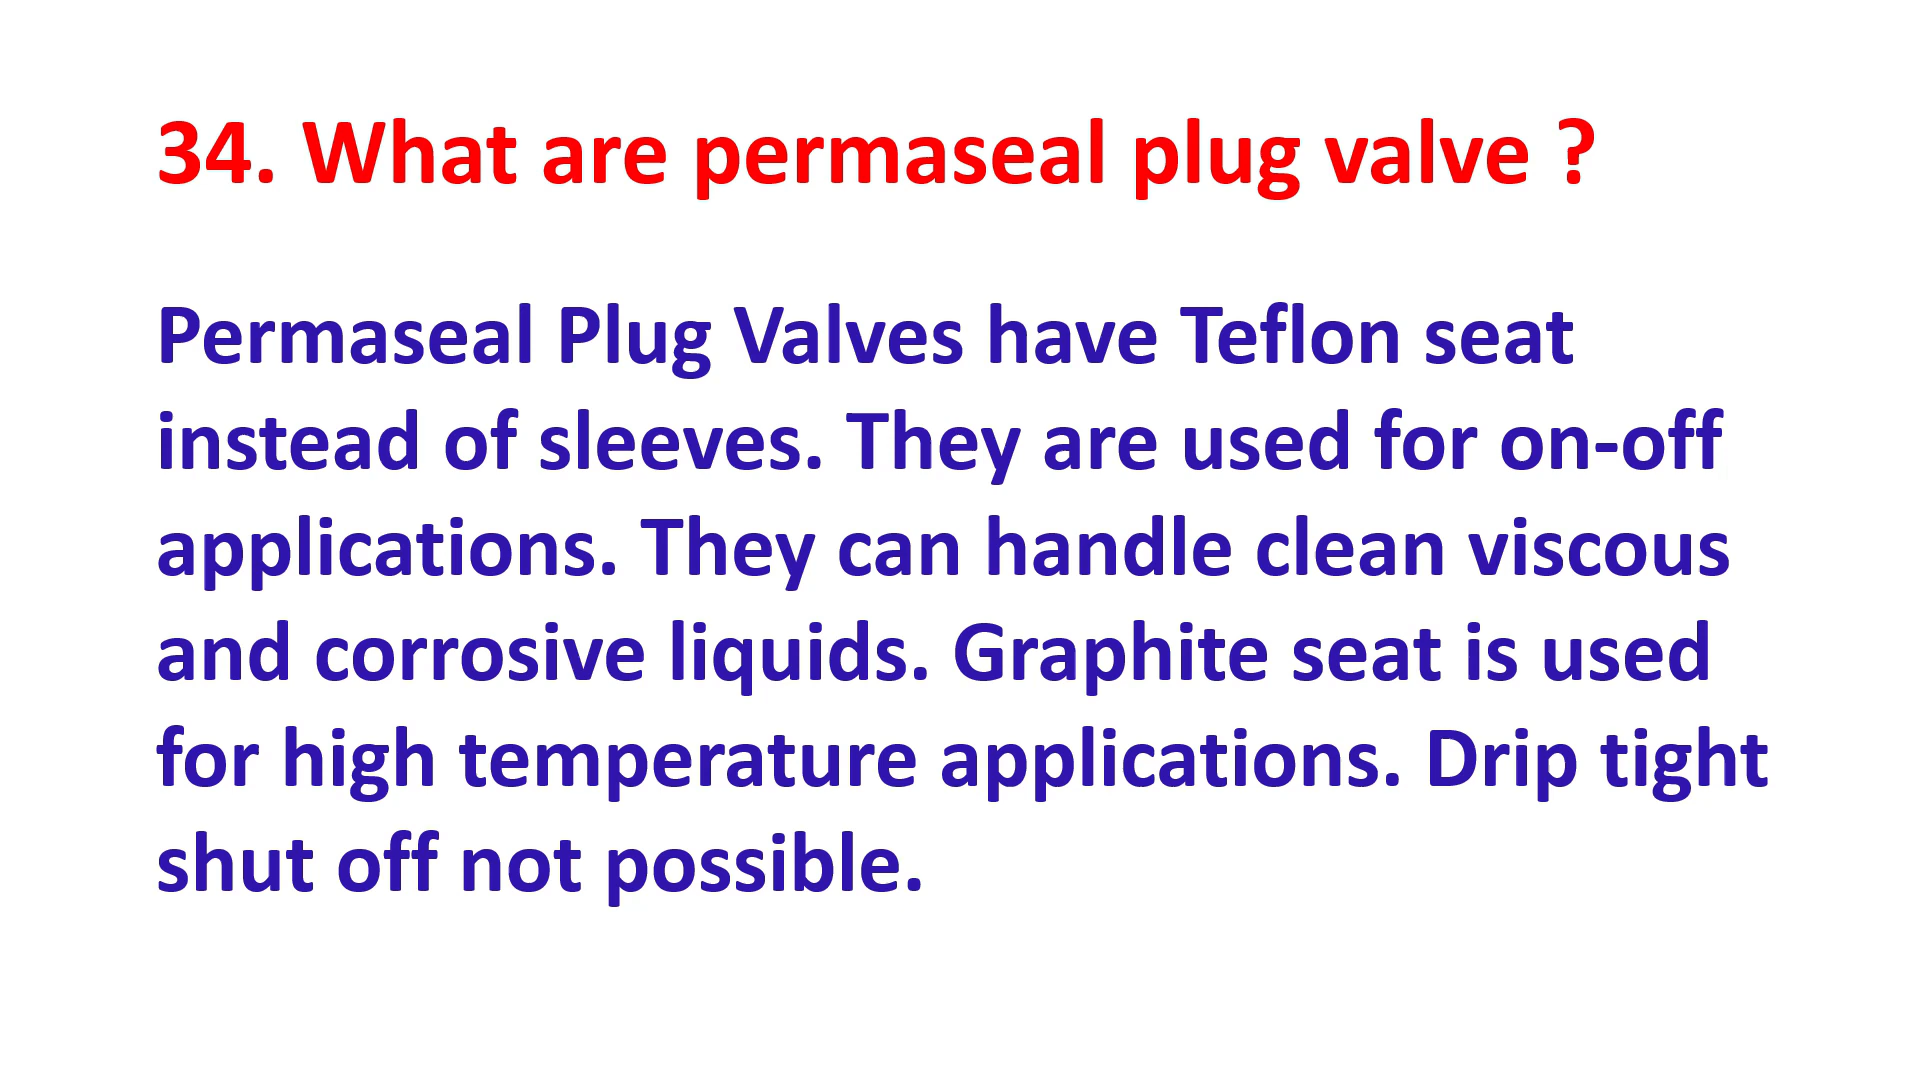 34. What are permaseal plug valve ?
Permaseal Plug Valves have Teflon seat
instead of sleeves. They are used for on-off
applications. They can handle clean viscous
and corrosive liquids. Graphite seat is used
for high temperature applications. Drip tight
shut off not possible.